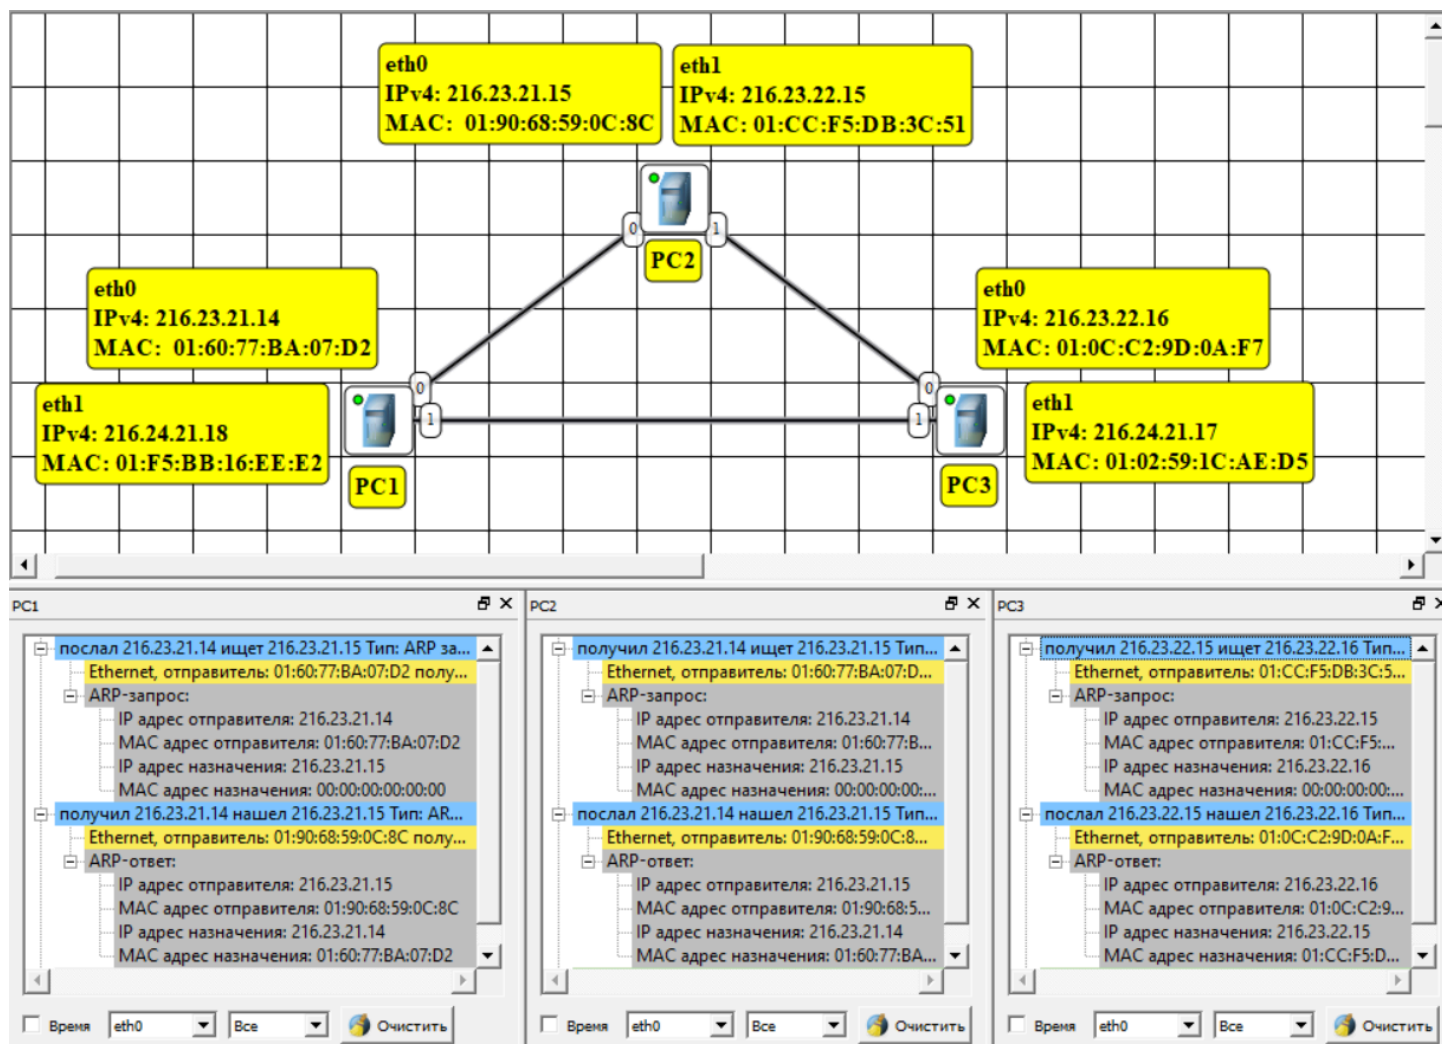 eth0
IPv4: 216.23.21.15
MAC:  01:90:68:59:0C:8C
eth1
IPv4: 216.23.22.15
MAC: 01:CC:F5:DB:3C:51
0
1
PC2
eth0
IPv4: 216.23.21.14
MAC:  01:60:77:BA:07:D2
eth0
IPv4: 216.23.22.16
MAC: 01:0C:C2:9D:0A:F7
eth1
IPv4: 216.24.21.18
MAC: 01:F5:BB:16:EE:E2
0
1
PC1
0
1
PC3
eth1
IPv4: 216.24.21.17
MAC: 01:02:59:1C:AE:D5
PC1
послал 216.23.21.14 ищет 216.23.21.15 Тип: ARP за...
Ethernet, отправитель: 01:60:77:BA:07:D2 полу...
ARP-запрос:
IP адрес отправителя: 216.23.21.14
MAC адрес отправителя: 01:60:77:BA:07:D2
IP адрес назначения: 216.23.21.15
MAC адрес назначения: 00:00:00:00:00:00
получил 216.23.21.14 нашел 216.23.21.15 Тип: AR...
Ethernet, отправитель: 01:90:68:59:0C:8C полу...
ARP-ответ:
IP адрес отправителя: 216.23.21.15
MAC адрес отправителя: 01:90:68:59:0C:8C
IP адрес назначения: 216.23.21.14
MAC адрес назначения: 01:60:77:BA:07:D2
Время eth0 Все Очистить
PC2
получил 216.23.21.14 ищет 216.23.21.15 Тип...
Ethernet, отправитель: 01:60:77:BA:07:D...
ARP-запрос:
IP адрес отправителя: 216.23.21.14
MAC адрес отправителя: 01:60:77:B...
IP адрес назначения: 216.23.21.15
MAC адрес назначения: 00:00:00:00:...
послал 216.23.21.14 нашел 216.23.21.15 Тип...
Ethernet, отправитель: 01:90:68:59:0C:8...
ARP-ответ:
IP адрес отправителя: 216.23.21.15
MAC адрес отправителя: 01:90:68:5...
IP адрес назначения: 216.23.21.14
MAC адрес назначения: 01:60:77:BA...
Время eth0 Все Очистить
PC3
получил 216.23.22.15 ищет 216.23.22.16 Тип...
Ethernet, отправитель: 01:CC:F5:DB:3C:5...
ARP-запрос:
IP адрес отправителя: 216.23.22.15
MAC адрес отправителя: 01:CC:F5:...
IP адрес назначения: 216.23.22.16
MAC адрес назначения: 00:00:00:00:...
послал 216.23.22.15 нашел 216.23.22.16 Тип...
Ethernet, отправитель: 01:0C:C2:9D:0A:F...
ARP-ответ:
IP адрес отправителя: 216.23.22.16
MAC адрес отправителя: 01:0C:C2:9...
IP адрес назначения: 216.23.22.15
MAC адрес назначения: 01:CC:F5:D...
Время eth0 Все Очистить